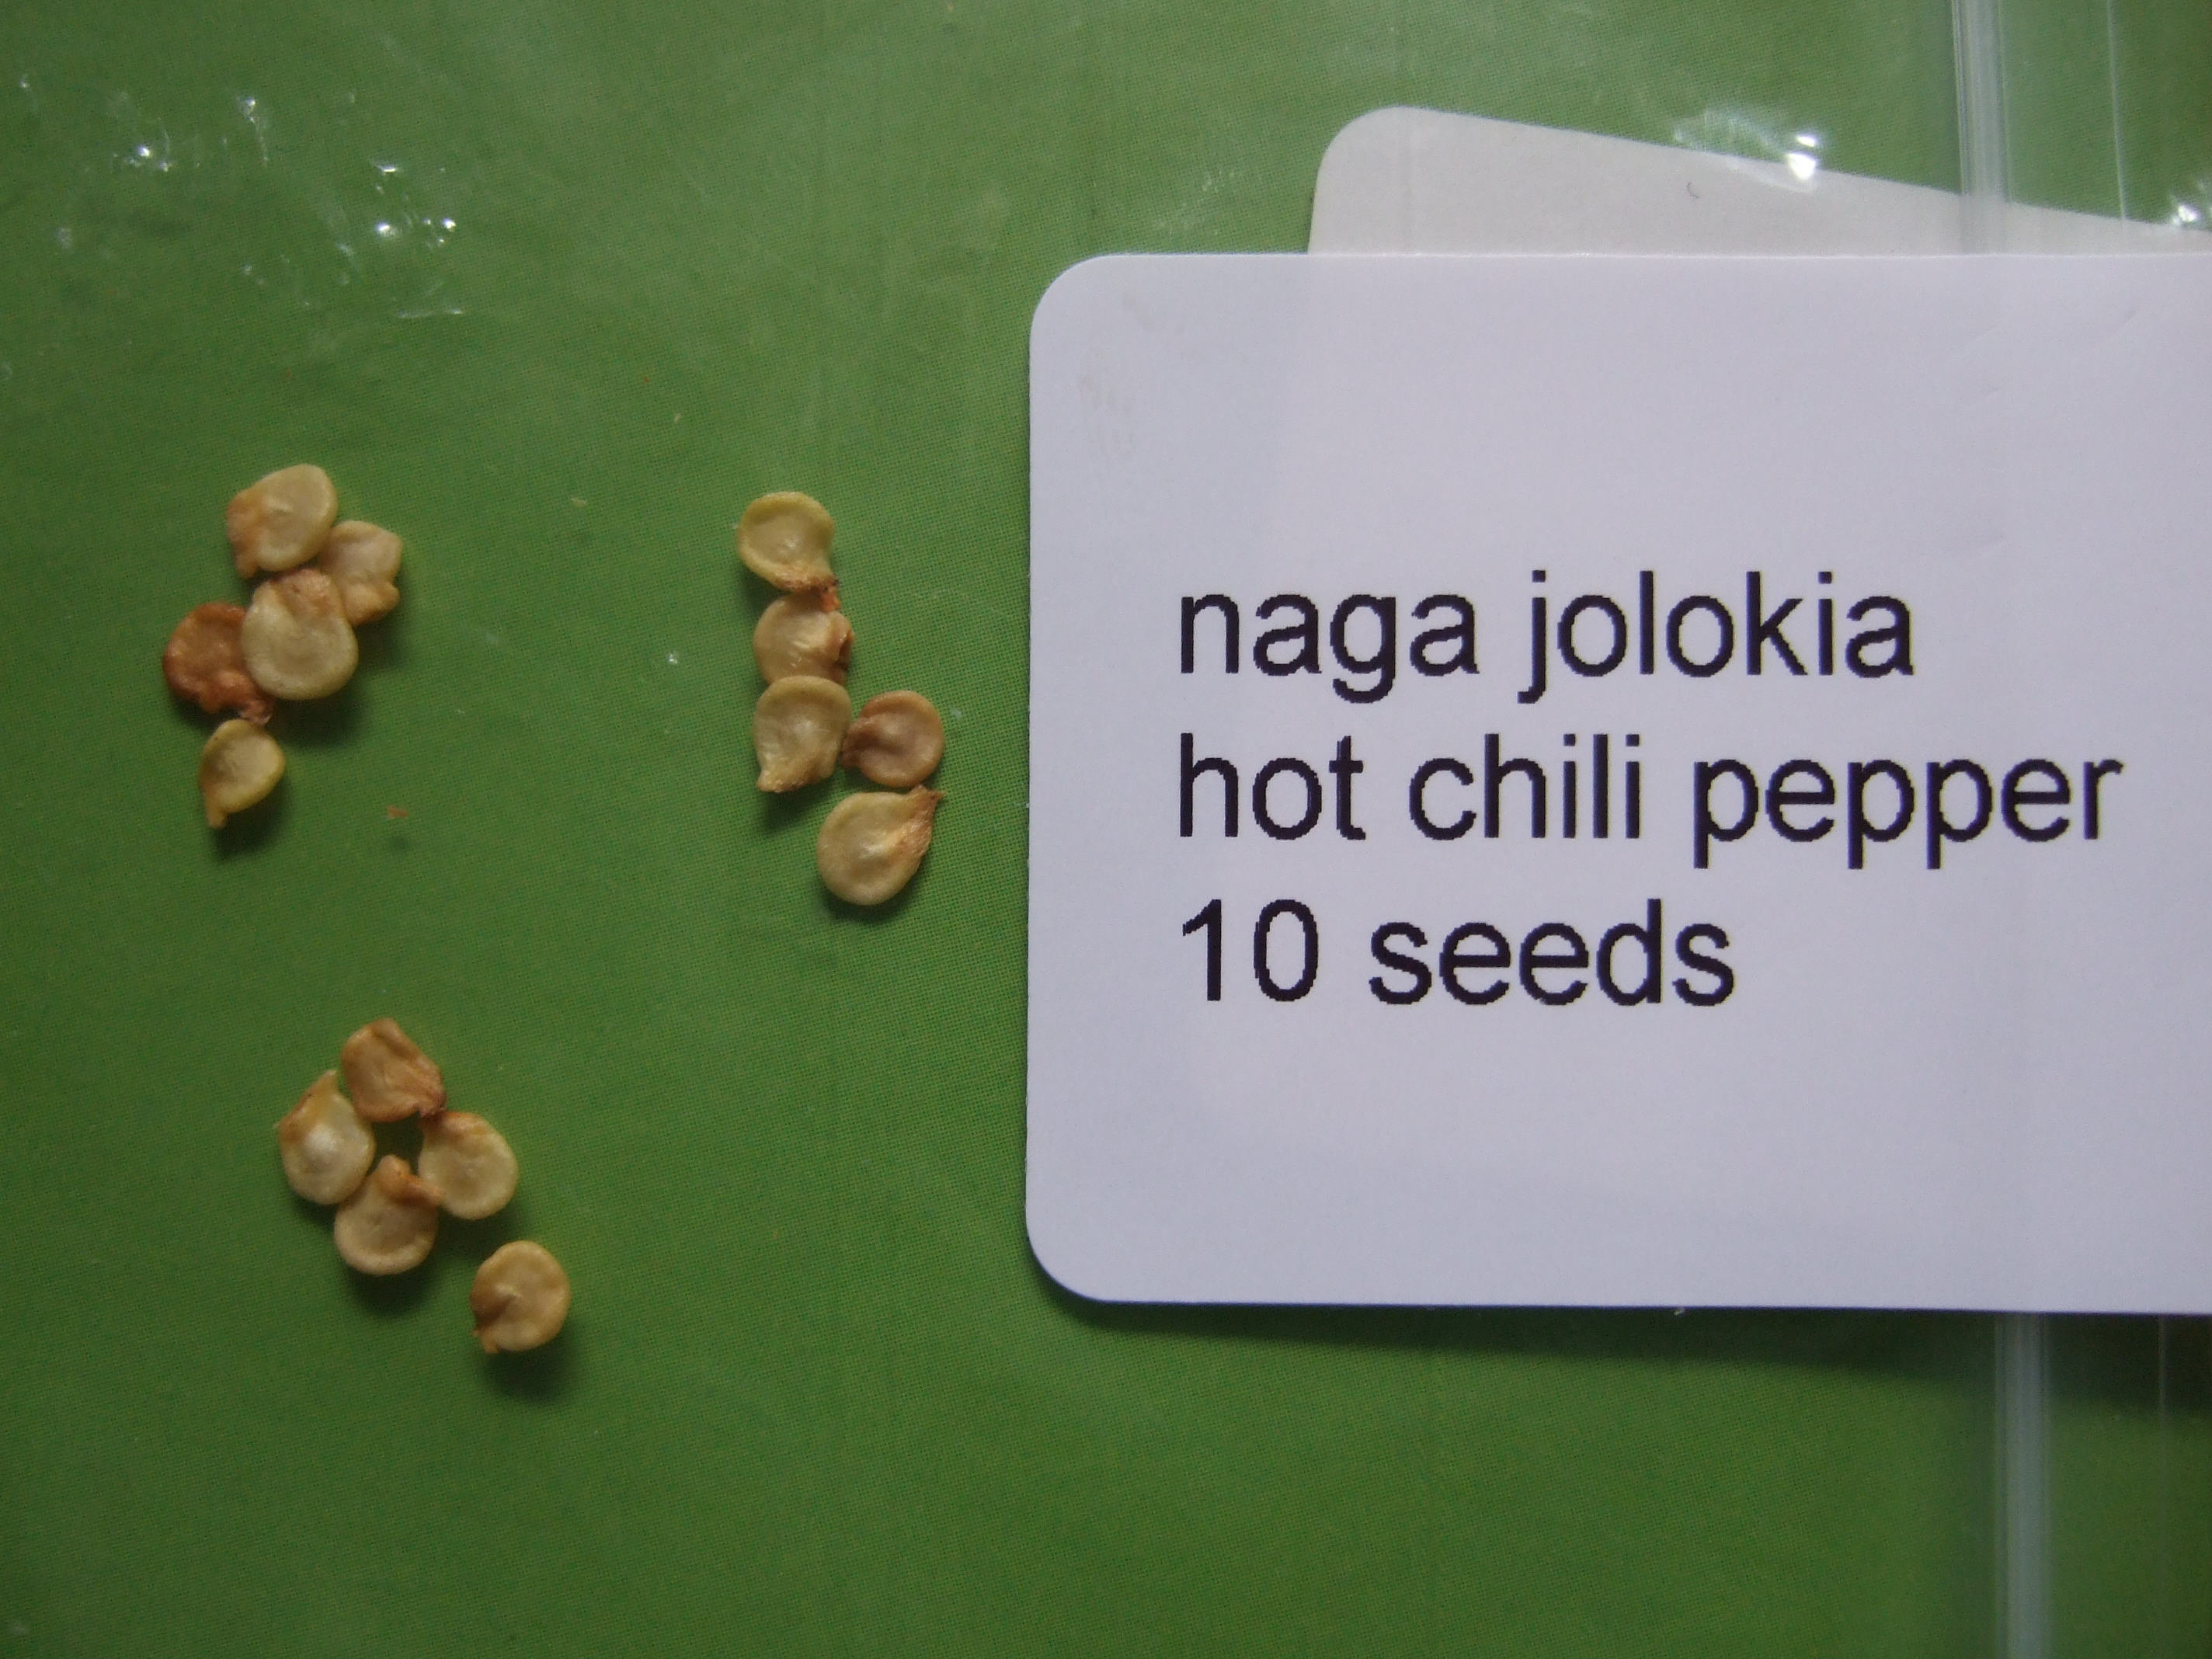 naga jolokia
hot chili pepper
10 seeds